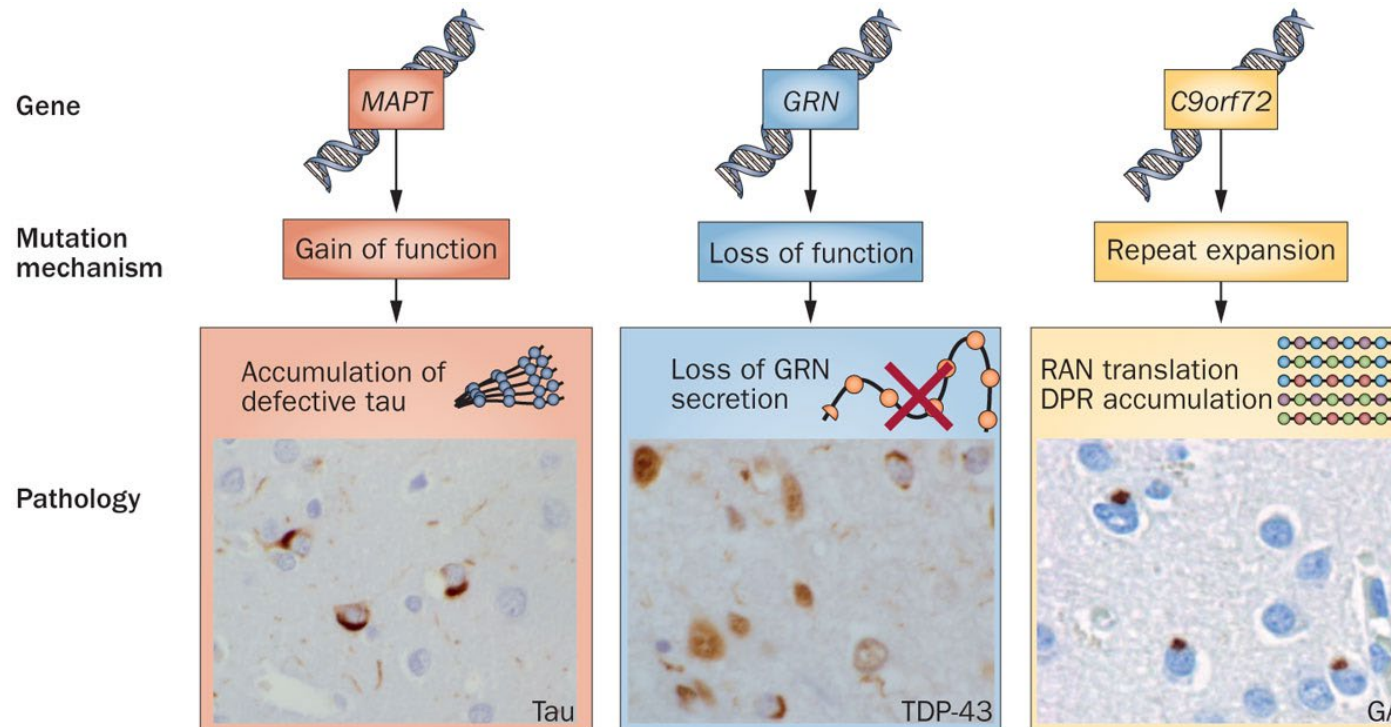 Gene
MAPT
GRN
C9orf72
Mutation
mechanism
Gain of function
Loss of function
Repeat expansion
Pathology
Accumulation of
defective tau
Loss of GRN
secretion
RAN translation
DPR accumulation
Tau
TDP-43